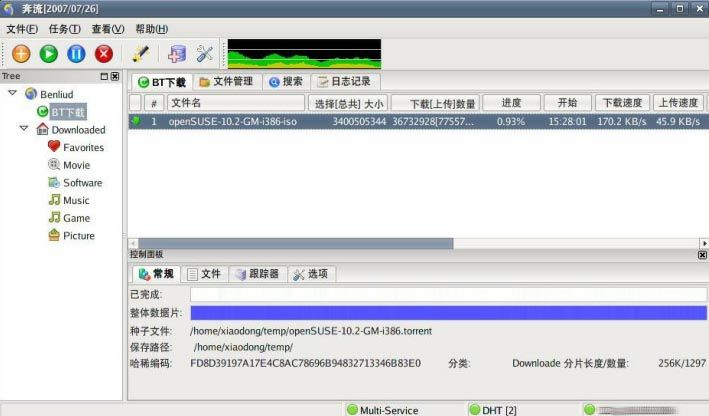 奔流[2007/07/26]
文件(F) 任务(T) 查看(V) 帮助(H)
Tree
BT下载 文件管理 搜索 日志记录
Benliud
BT下载
Downloaded
Favorites
Movie
Software
Music
Game
Picture
# 文件名 选择[总共] 大小 下载[上传]数量 进度 开始 下载速度 上传速度
1 openSUSE-10.2-GM-i386-iso 3400505344 36732928[77557... 0.93% 15:28:01 170.2 KB/s 45.9 KB/s
控制面板
常规 文件 跟踪器 选项
已完成:
整体数据片:
种子文件: /home/xiaodong/temp/openSUSE-10.2-GM-i386.torrent
保存路径: /home/xiaodong/temp/
哈稀编码: FD8D39197A17E4C8AC78696B94832713346B83E0 分类: Downloade 分片长度/数量: 256K/1297
Multi-Service DHT [2]